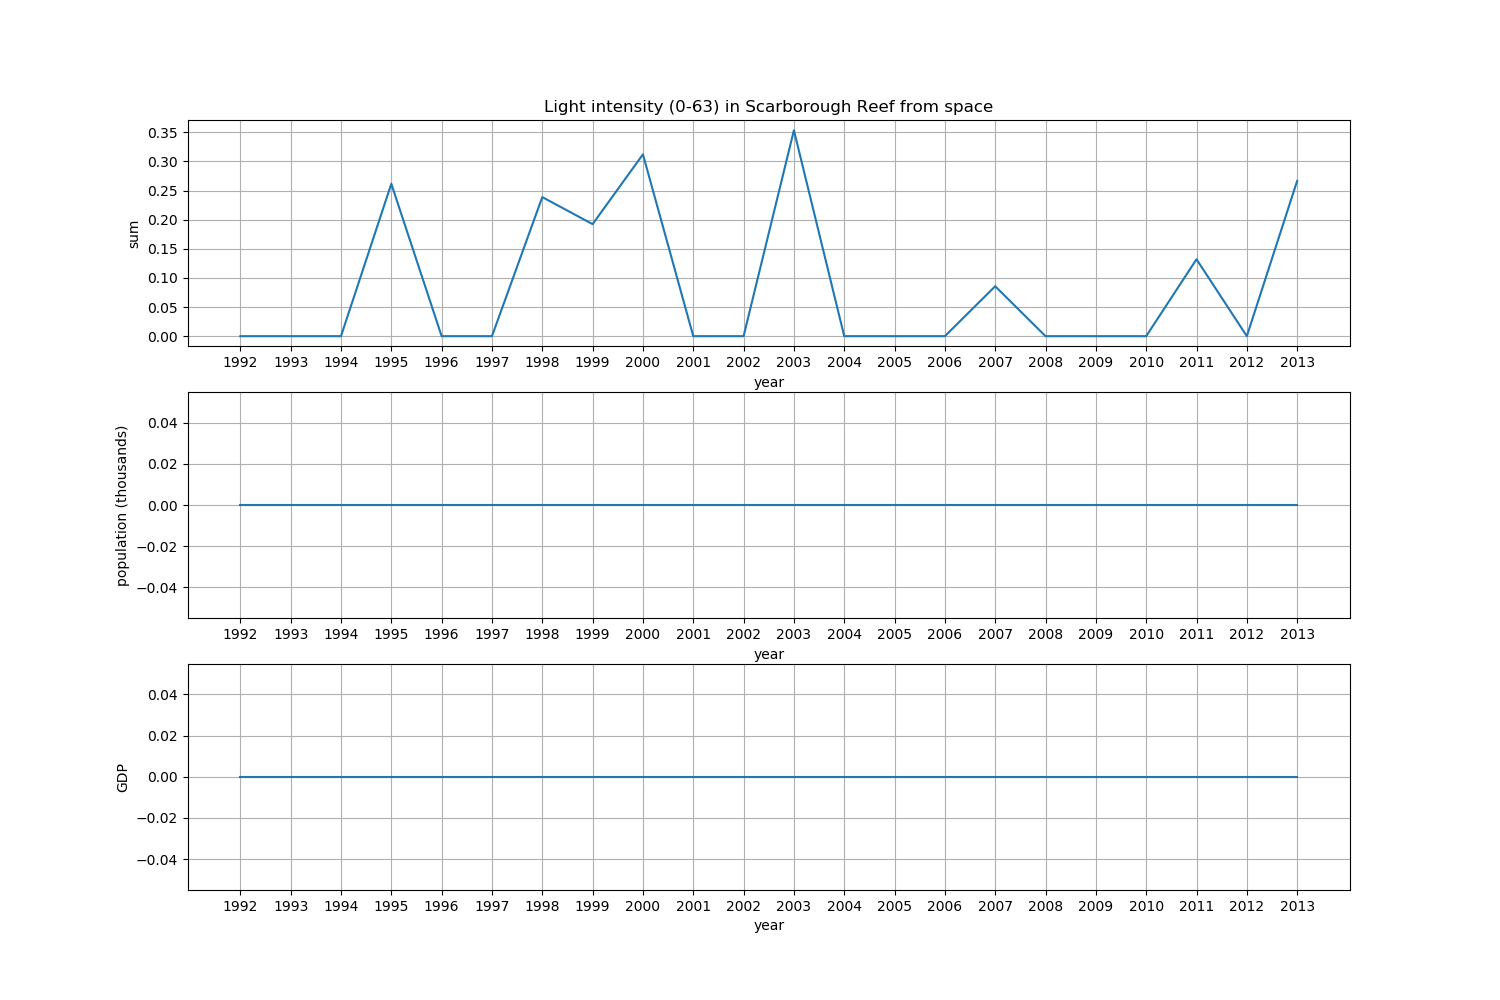 Light intensity (0-63) in Scarborough Reef from space
0.35
0.30
0.25
0.20
0.15
0.10
0.05
0.00
sum
1992 1993 1994 1995 1996 1997 1998 1999 2000 2001 2002 2003 2004 2005 2006 2007 2008 2009 2010 2011 2012 2013
year
0.04
0.02
0.00
−0.02
−0.04
population (thousands)
1992 1993 1994 1995 1996 1997 1998 1999 2000 2001 2002 2003 2004 2005 2006 2007 2008 2009 2010 2011 2012 2013
year
0.04
0.02
0.00
−0.02
−0.04
GDP
1992 1993 1994 1995 1996 1997 1998 1999 2000 2001 2002 2003 2004 2005 2006 2007 2008 2009 2010 2011 2012 2013
year